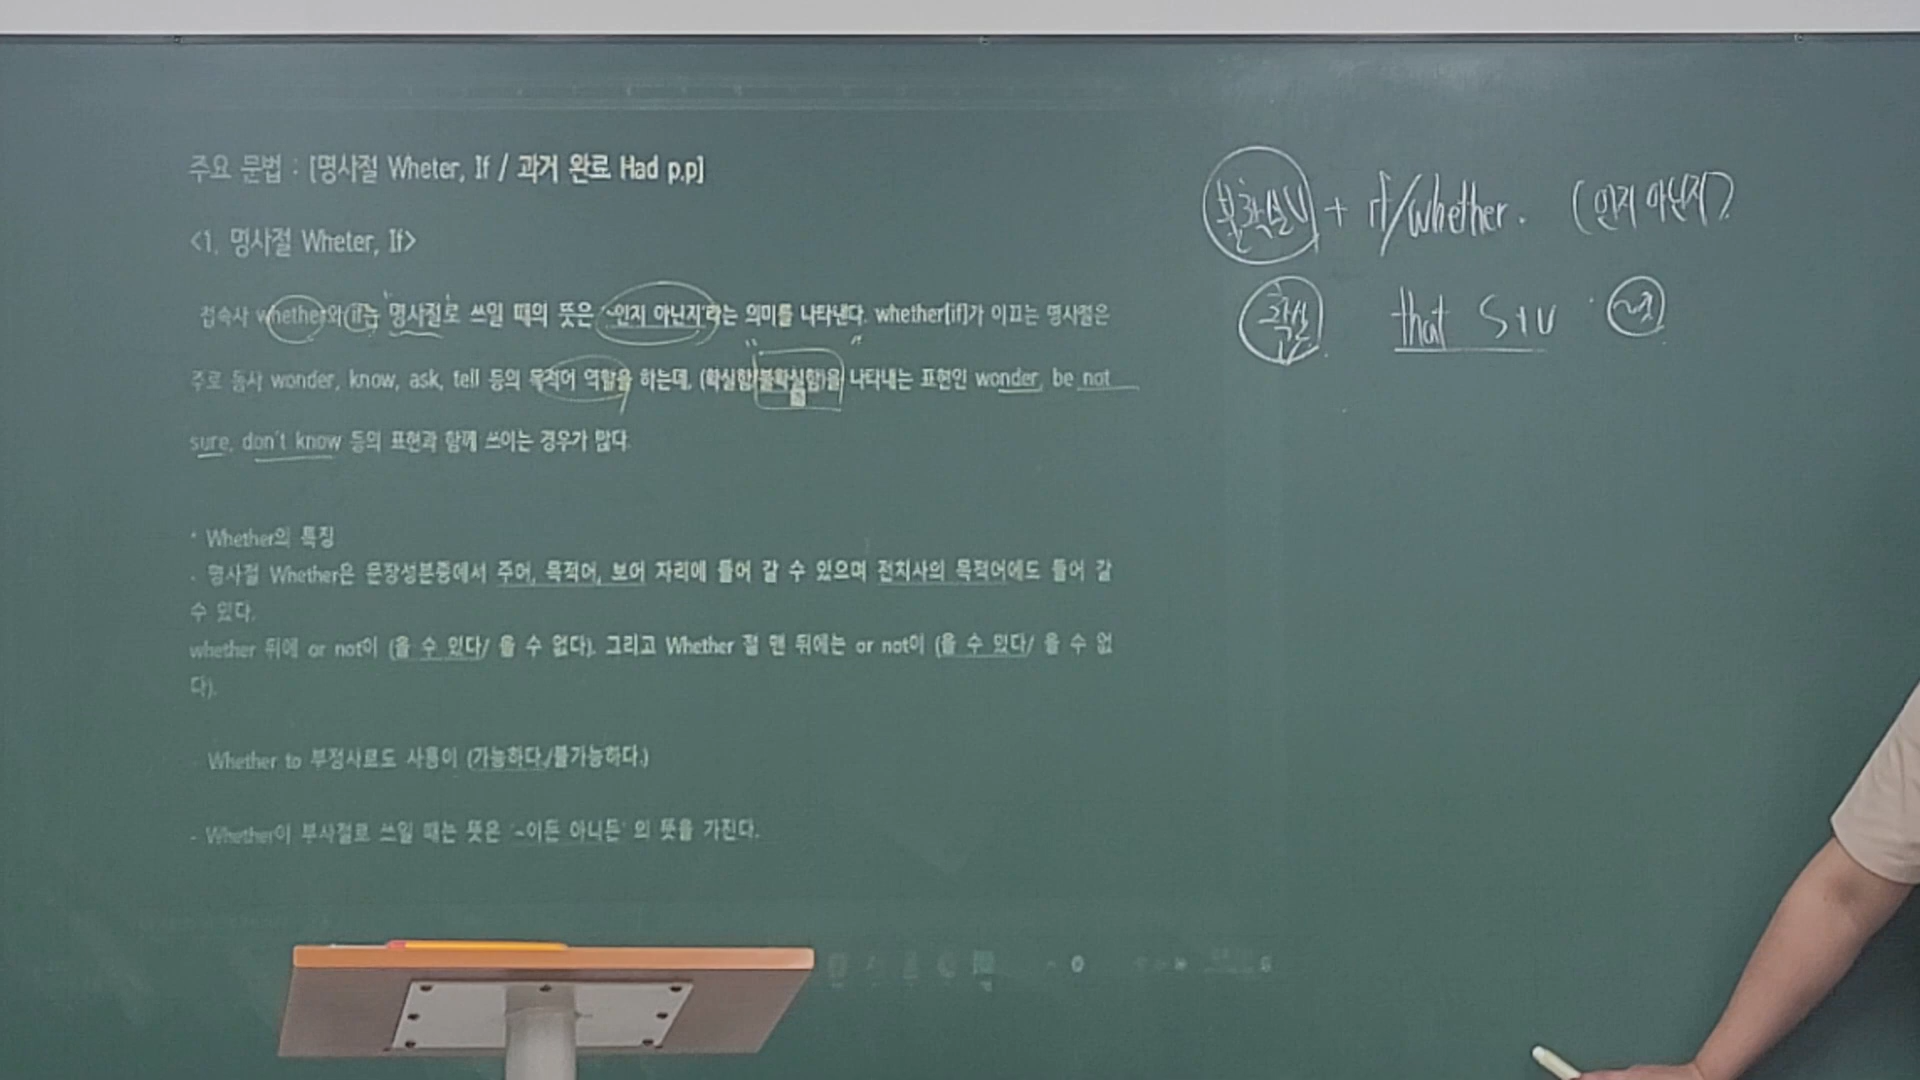 주요 문법 : [명사절 Wheter, If / 과거 완료 Had p.p]
<1. 명사절 Wheter, If>
접속사 whether와 if는 '명사절'로 쓰일 때의 뜻은 '~인지 아닌지'라는 의미를 나타낸다. whether[if]가 이끄는 명사절은
주로 동사 wonder, know, ask, tell 등의 목적어 역할을 하는데, (확실함/불확실함)을 나타내는 표현인 wonder, be not
sure, don't know 등의 표현과 함께 쓰이는 경우가 많다.
* Whether의 특징
- 명사절 Whether은 문장성분중에서 주어, 목적어, 보어 자리에 들어 갈 수 있으며 전치사의 목적어에도 들어 갈
수 있다.
whether 뒤에 or not이 (올 수 있다/ 올 수 없다). 그리고 Whether 절 맨 뒤에는 or not이 (올 수 있다/ 올 수 없
다).
- Whether to 부정사로도 사용이 (가능하다./불가능하다.)
- Whether이 부사절로 쓰일 때는 뜻은 '~이든 아니든' 의 뜻을 가진다.
불확실 V + if/whether. (인지 아닌지)
확실 that S+V